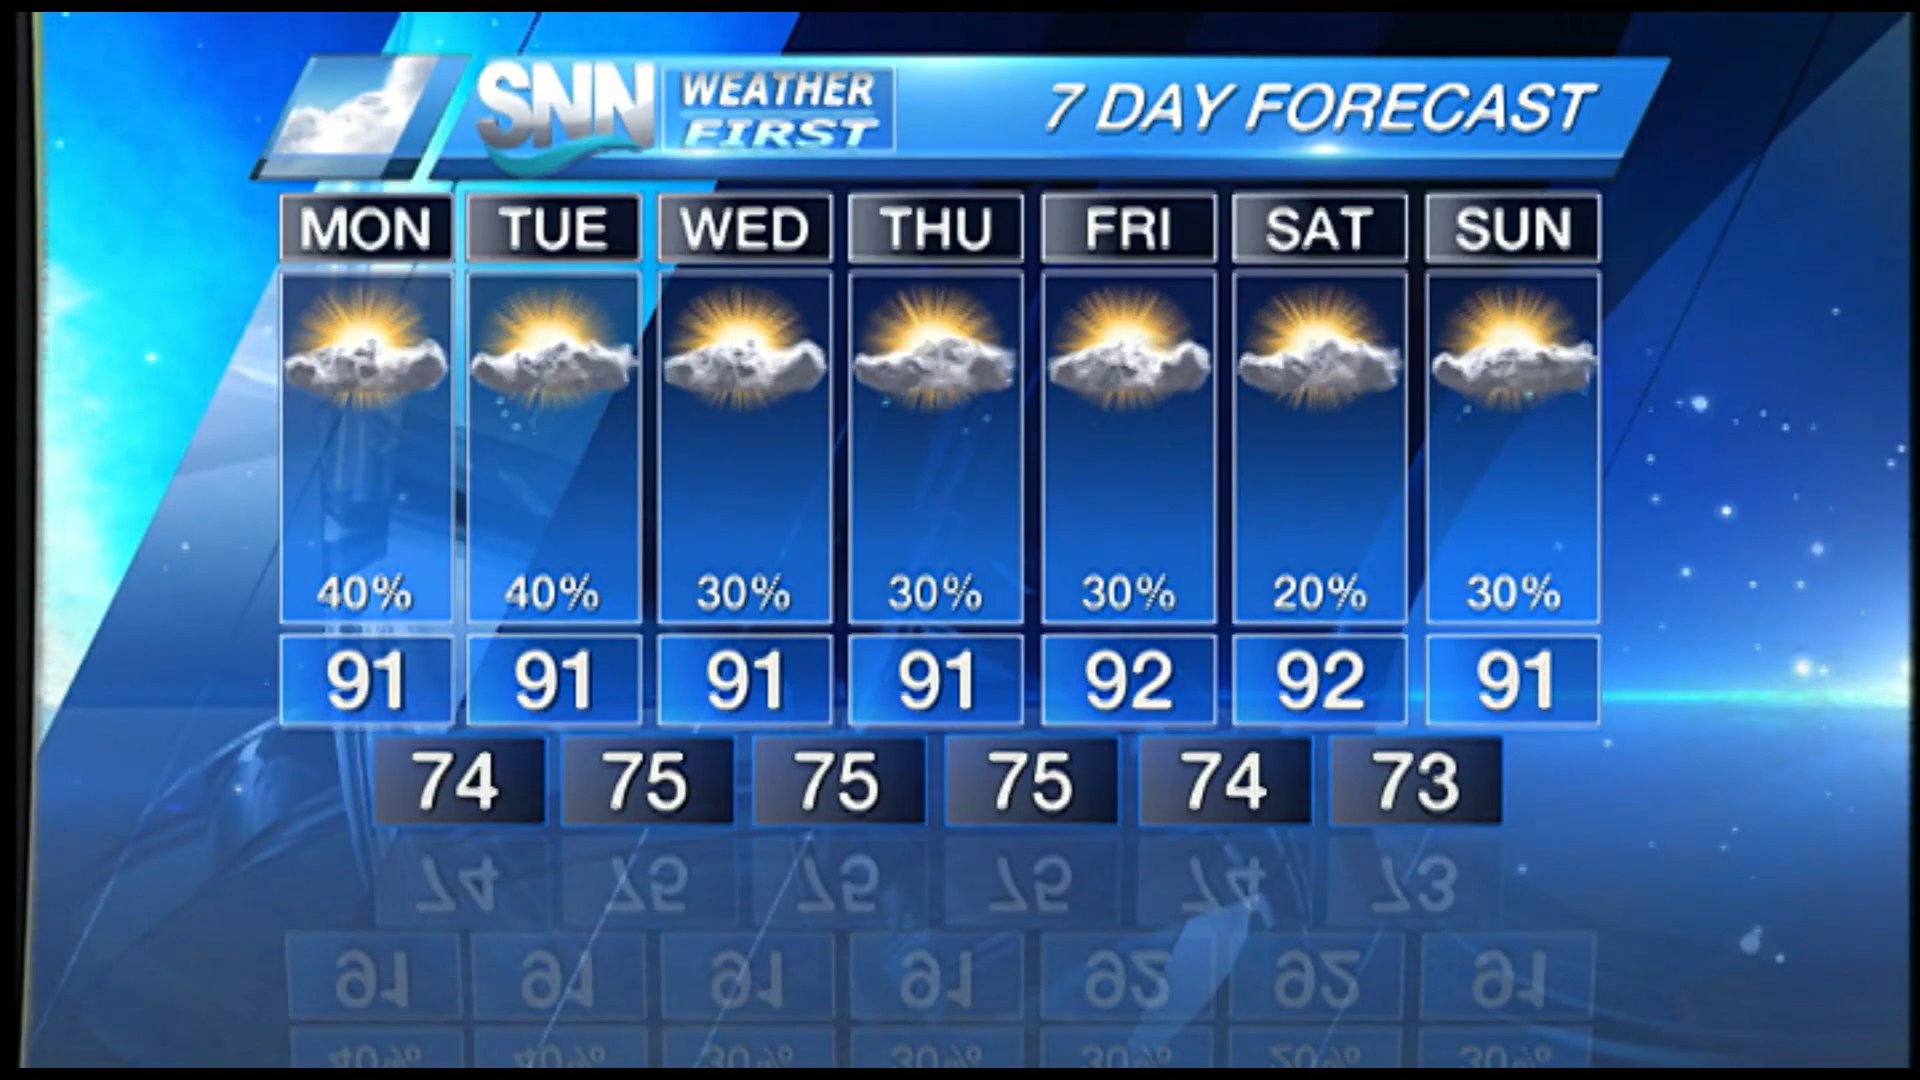 SNN WEATHER FIRST 7 DAY FORECAST
MON TUE WED THU FRI SAT SUN
40% 40% 30% 30% 30% 20% 30%
91 91 91 91 92 92 91
74 75 75 75 74 73